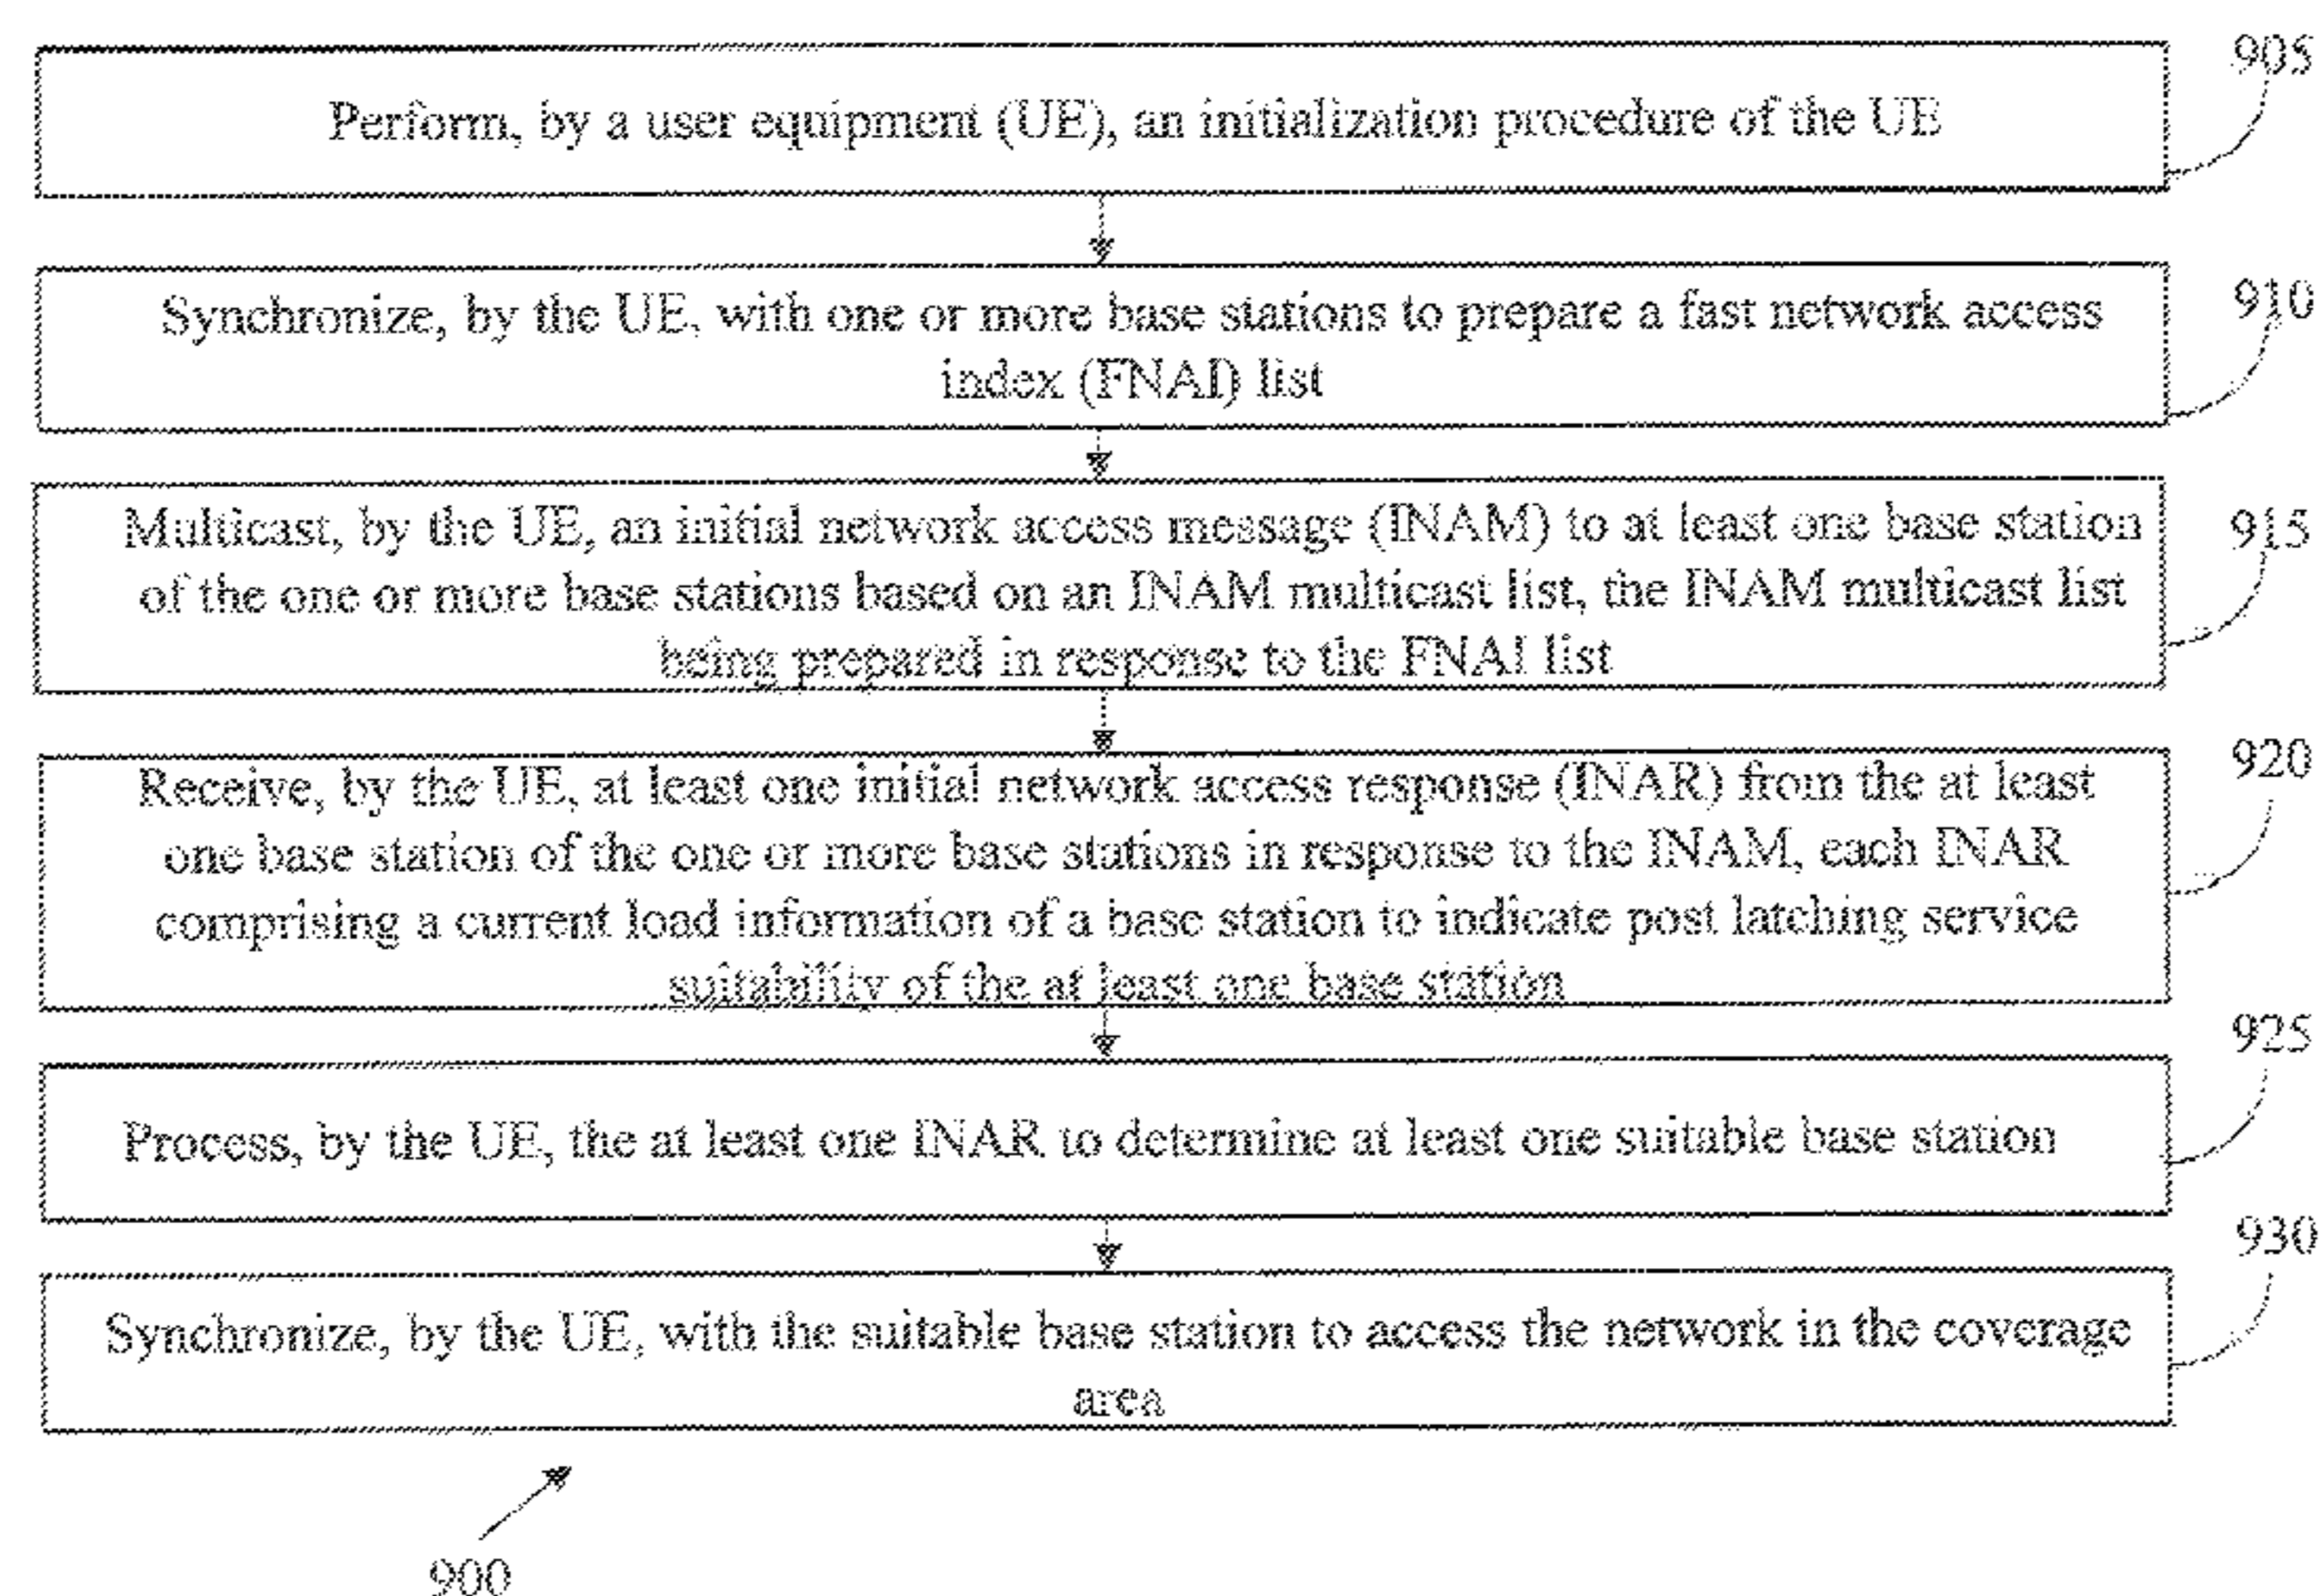 905
Perform, by a user equipment (UE), an initialization procedure of the UE
910
Synchronize, by the UE, with one or more base stations to prepare a fast network access
index (FNAI) list
915
Multicast, by the UE, an initial network access message (INAM) to at least one base station
of the one or more base stations based on an INAM multicast list, the INAM multicast list
being prepared in response to the FNAI list
920
Receive, by the UE, at least one initial network access response (INAR) from the at least
one base station of the one or more base stations in response to the INAM, each INAR
comprising a current load information of a base station to indicate post latching service
suitability of the at least one base station
925
Process, by the UE, the at least one INAR to determine at least one suitable base station
930
Synchronize, by the UE, with the suitable base station to access the network in the coverage
area
900